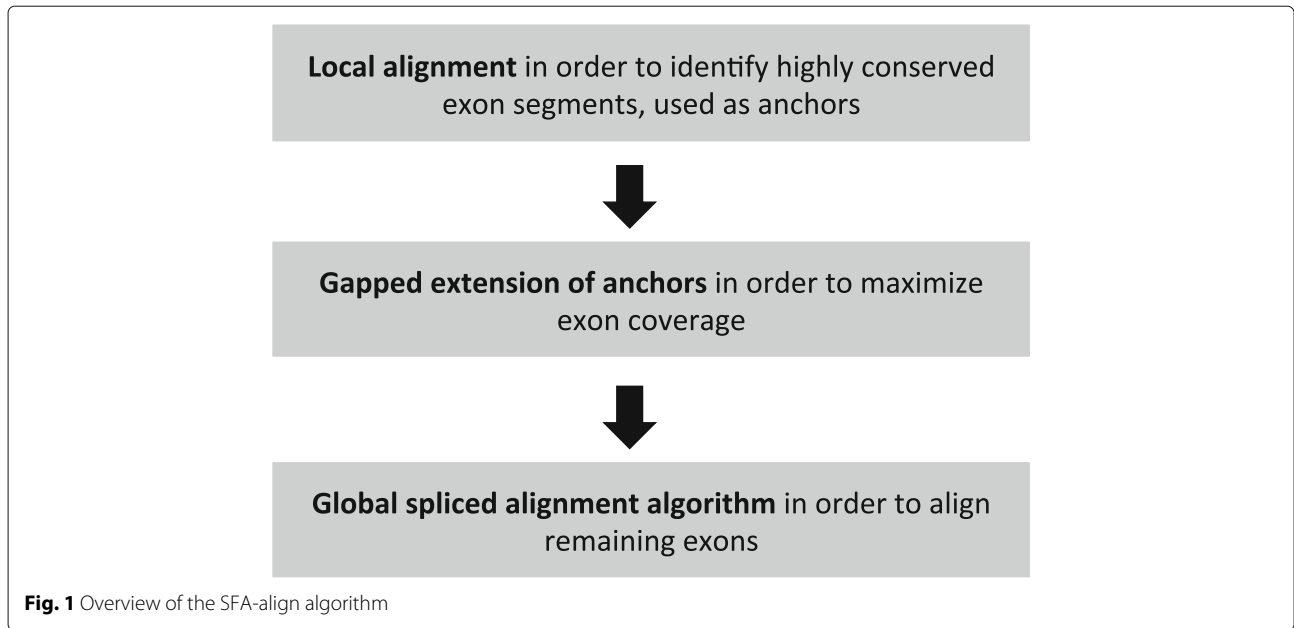 Local alignment in order to identify highly conserved
exon segments, used as anchors
Gapped extension of anchors in order to maximize
exon coverage
Global spliced alignment algorithm in order to align
remaining exons
Fig. 1 Overview of the SFA-align algorithm